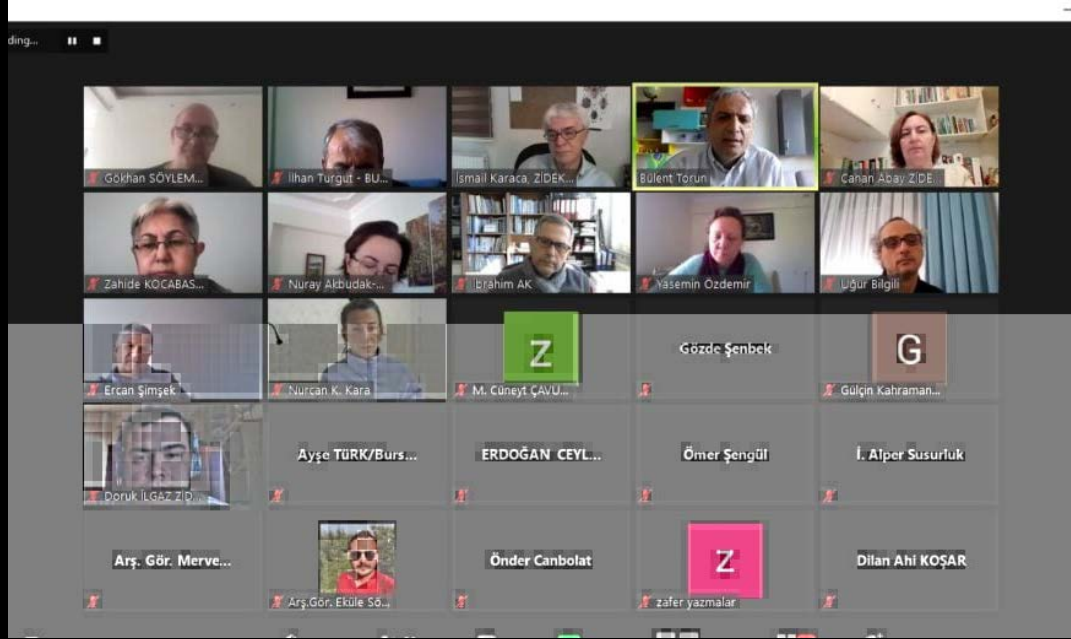 ding...
Gökhan SÖYLEM...
İlhan Turgut - BU...
İsmail Karaca, ZİDEK...
Bülent Torun
Canan Abay ZİDE...
Zahide KOCABAŞ...
Nuray Akbudak-...
İbrahim AK
Yasemin Özdemir
Uğur Bilgili
Ercan Şimşek
Nurcan K. Kara
Z
M. Cüneyt ÇAVU...
Gözde Şenbek
G
Gülçin Kahraman...
Doruk İLGAZ ZİD...
Ayşe TÜRK/Burs...
ERDOĞAN CEYL...
Ömer Şengül
İ. Alper Susurluk
Arş. Gör. Merve...
Arş.Gör. Eküle Sö...
Önder Canbolat
Z
zafer yazmalar
Dilan Ahi KOŞAR